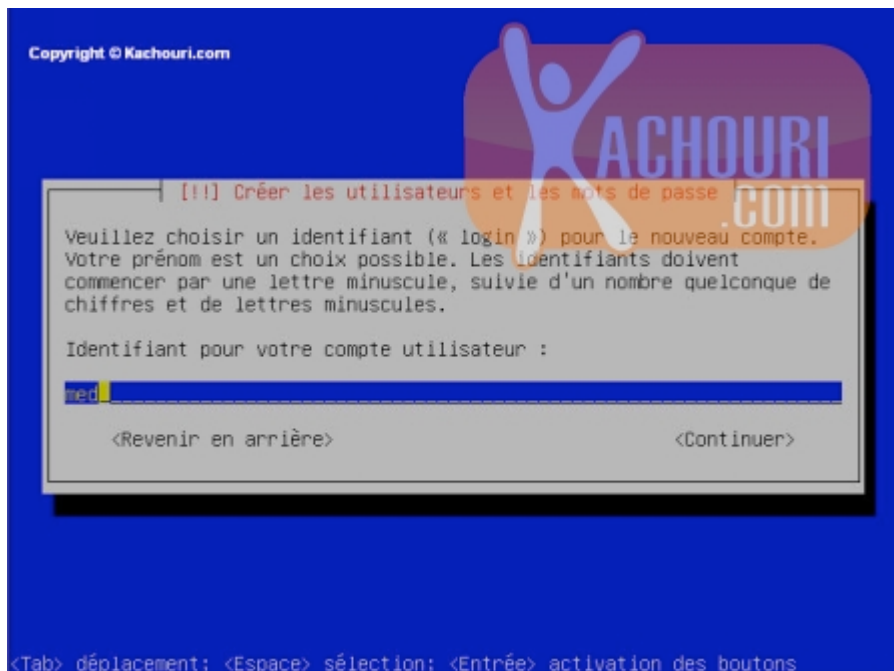 Copyright © Kachouri.com
KACHOURI
.com
[!!] Créer les utilisateurs et les mots de passe
Veuillez choisir un identifiant (« login ») pour le nouveau compte.
Votre prénom est un choix possible. Les identifiants doivent
commencer par une lettre minuscule, suivie d'un nombre quelconque de
chiffres et de lettres minuscules.
Identifiant pour votre compte utilisateur :
med
<Revenir en arrière> <Continuer>
<Tab> déplacement; <Espace> sélection; <Entrée> activation des boutons